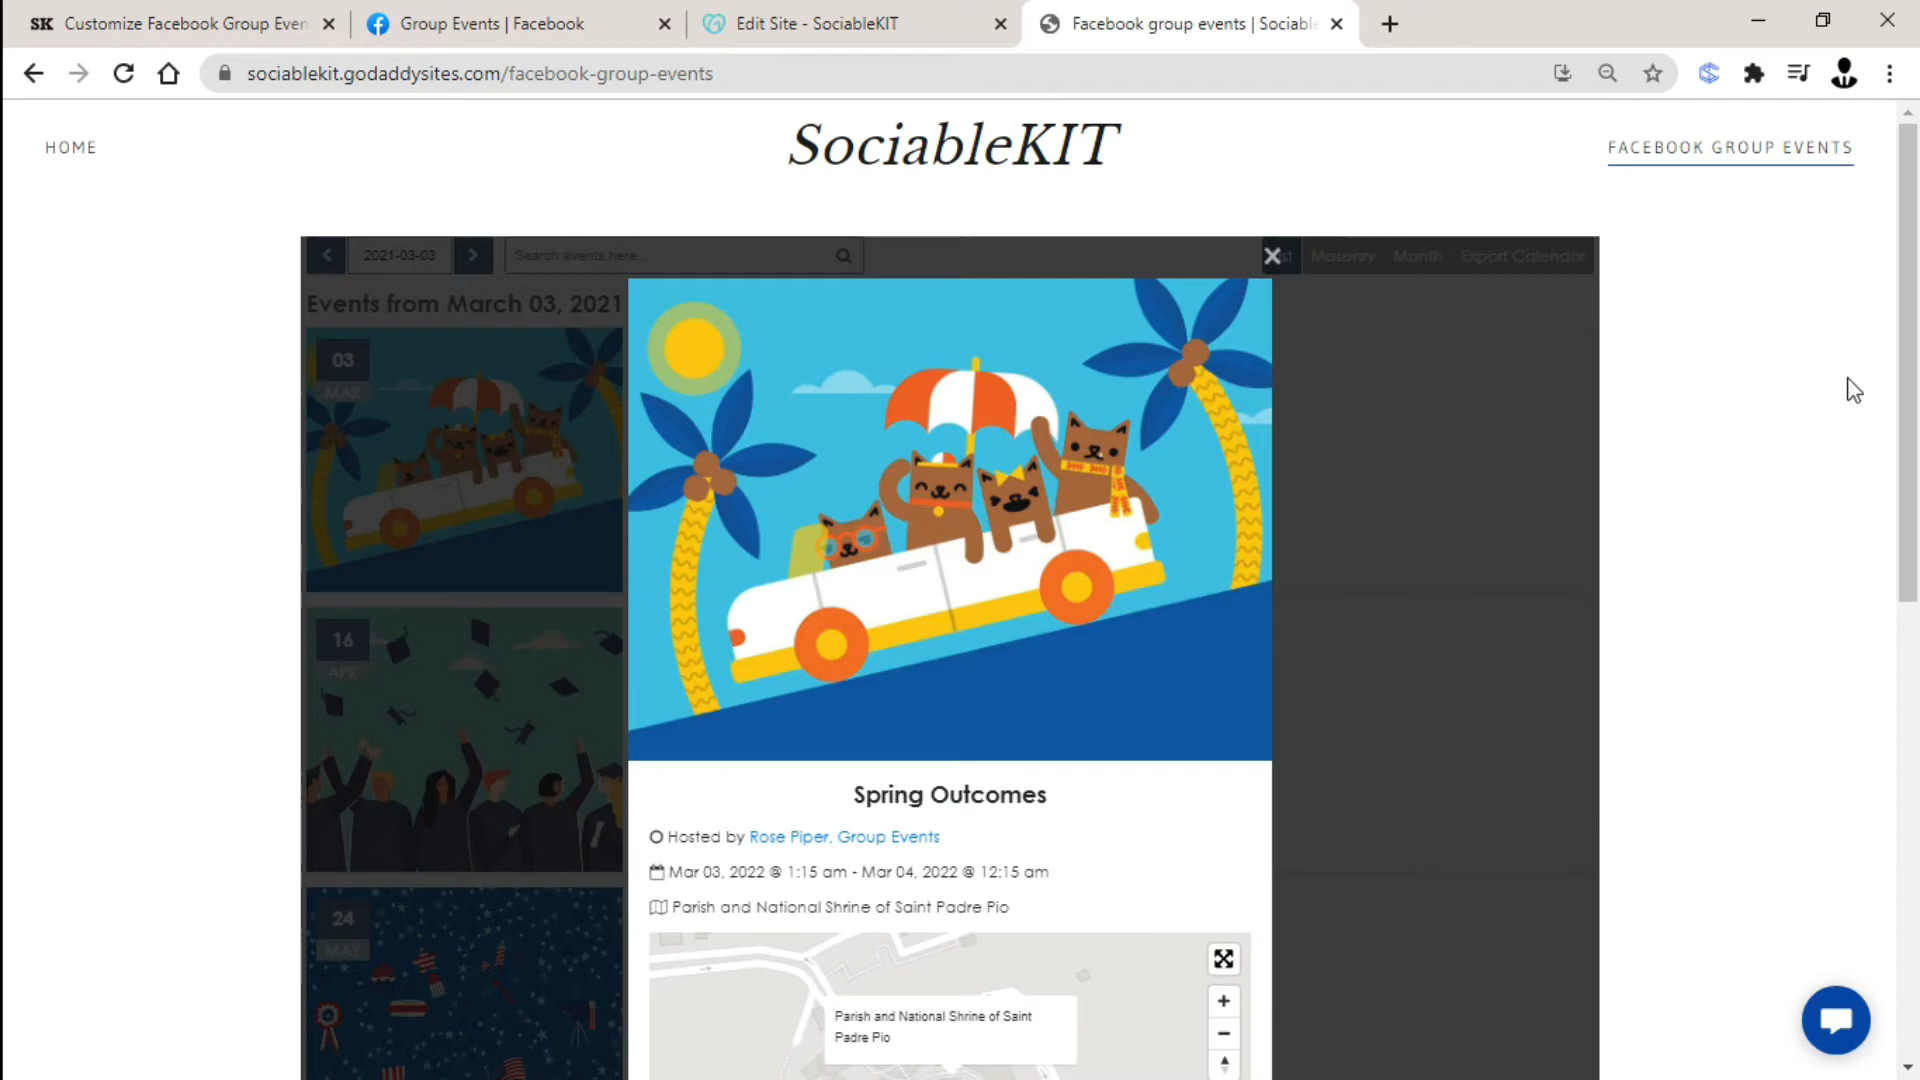 SK Customize Facebook Group Even
Group Events | Facebook
Edit Site - SociableKIT
Facebook group events | Sociable
sociablekit.godaddysites.com/facebook-group-events
HOME
SociableKIT
FACEBOOK GROUP EVENTS
2021-03-03
Search events here..
Masonry
Month
Export Calendar
Events from March 03, 2021
03
MAR
16
APR
24
MAY
Spring Outcomes
Hosted by Rose Piper, Group Events
Mar 03, 2022 @ 1:15 am - Mar 04, 2022 @ 12:15 am
Parish and National Shrine of Saint Padre Pio
Parish and National Shrine of Saint
Padre Pio